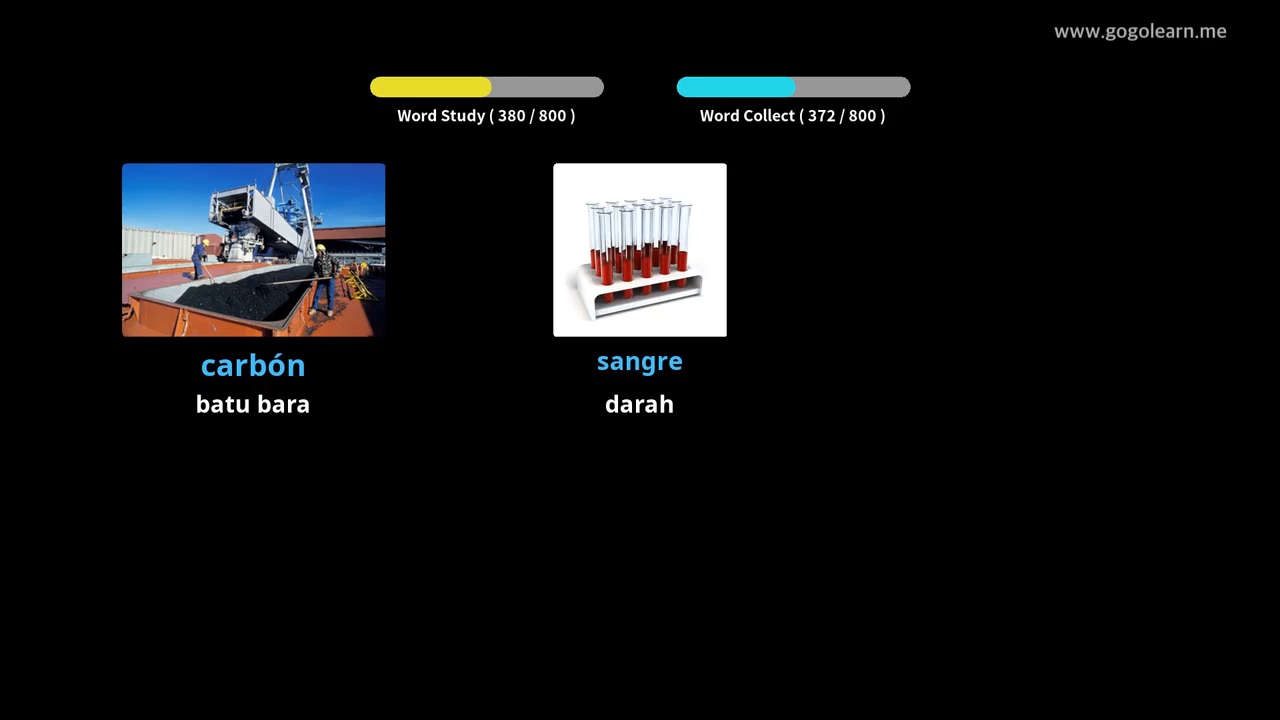 www.gogolearn.me
Word Study ( 380 / 800 )
Word Collect ( 372 / 800 )
carbón
batu bara
sangre
darah